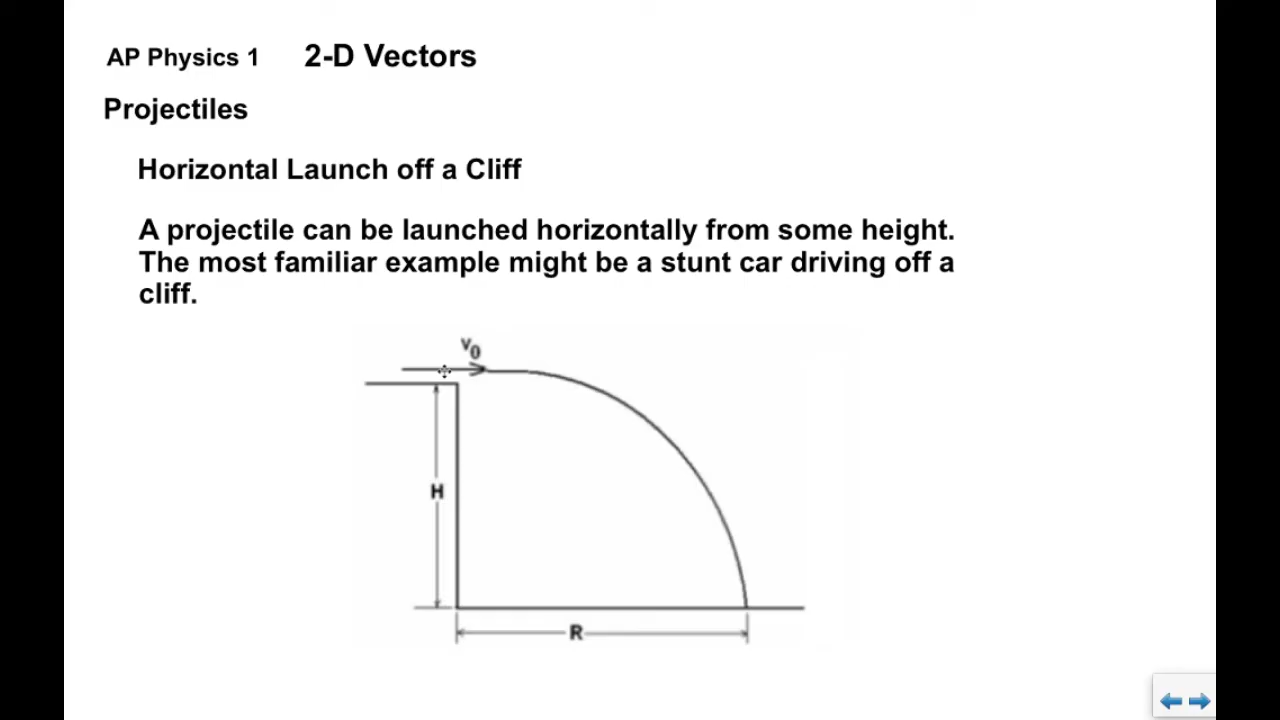 AP Physics 1 2-D Vectors
Projectiles
Horizontal Launch off a Cliff
A projectile can be launched horizontally from some height.
The most familiar example might be a stunt car driving off a
cliff.
v0
H
R